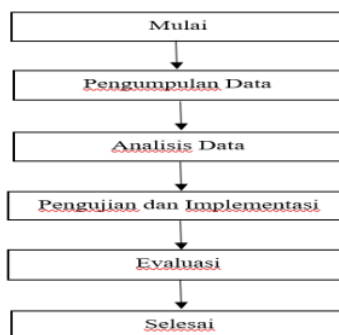 Mulai
Pengumpulan Data
Analisis Data
Pengujian dan Implementasi
Evaluasi
Selesai